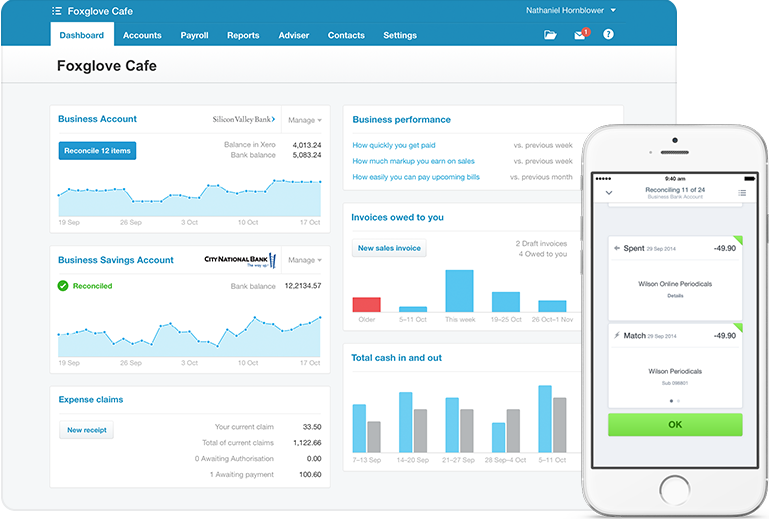 Foxglove Cafe
Nathaniel Hornblower
Dashboard Accounts Payroll Reports Adviser Contacts Settings
1
?
Foxglove Cafe
Business Account
Silicon Valley Bank
Manage
Reconcile 12 items
Balance in Xero 4,013.24
Bank balance 5,083.24
19 Sep 26 Sep 3 Oct 10 Oct 17 Oct
Business Savings Account
City National Bank
The way up.
Manage
Reconciled
Bank balance 12,2134.57
19 Sep 26 Sep 3 Oct 10 Oct 17 Oct
Expense claims
New receipt
Your current claim 33.50
Total of current claims 1,122.66
0 Awaiting Authorisation 0.00
1 Awaiting payment 100.60
Business performance
How quickly you get paid vs. previous week
How much markup you earn on sales vs. previous week
How easily you can pay upcoming bills vs. previous month
Invoices owed to you
New sales invoice
2 Draft invoices
4 Owed to you
Older 5–11 Oct This week 19–25 Oct 26 Oct–1 Nov
Total cash in and out
7–13 Sep 14–20 Sep 21–27 Sep 28 Sep–4 Oct 5–11 Oct
9:40 am
Reconciling 11 of 24
Business Bank Account
Spent 29 Sep 2014 -49.90
Wilson Online Periodicals
Details
Match 28 Sep 2014 -49.90
Wilson Periodicals
Sub 098801
OK